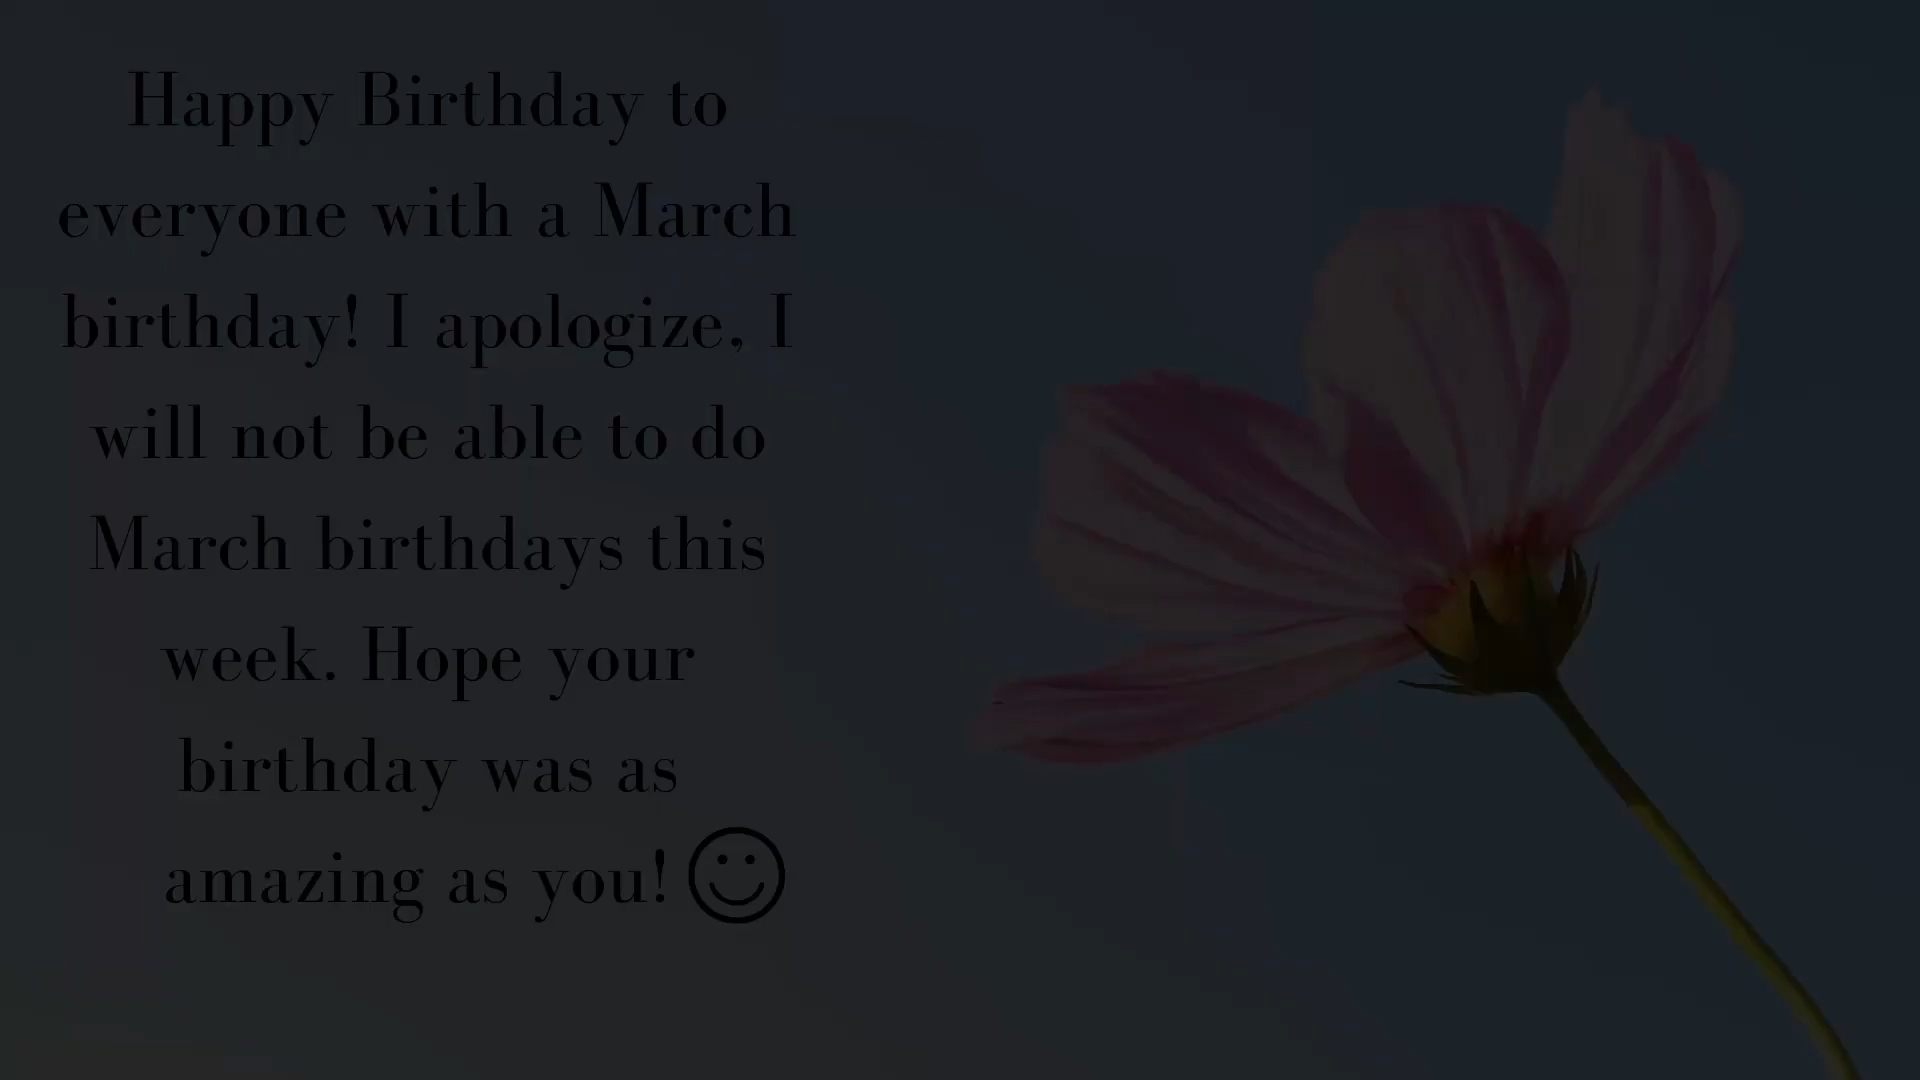 Happy Birthday to
everyone with a March
birthday! I apologize, I
will not be able to do
March birthdays this
week. Hope your
birthday was as
amazing as you!